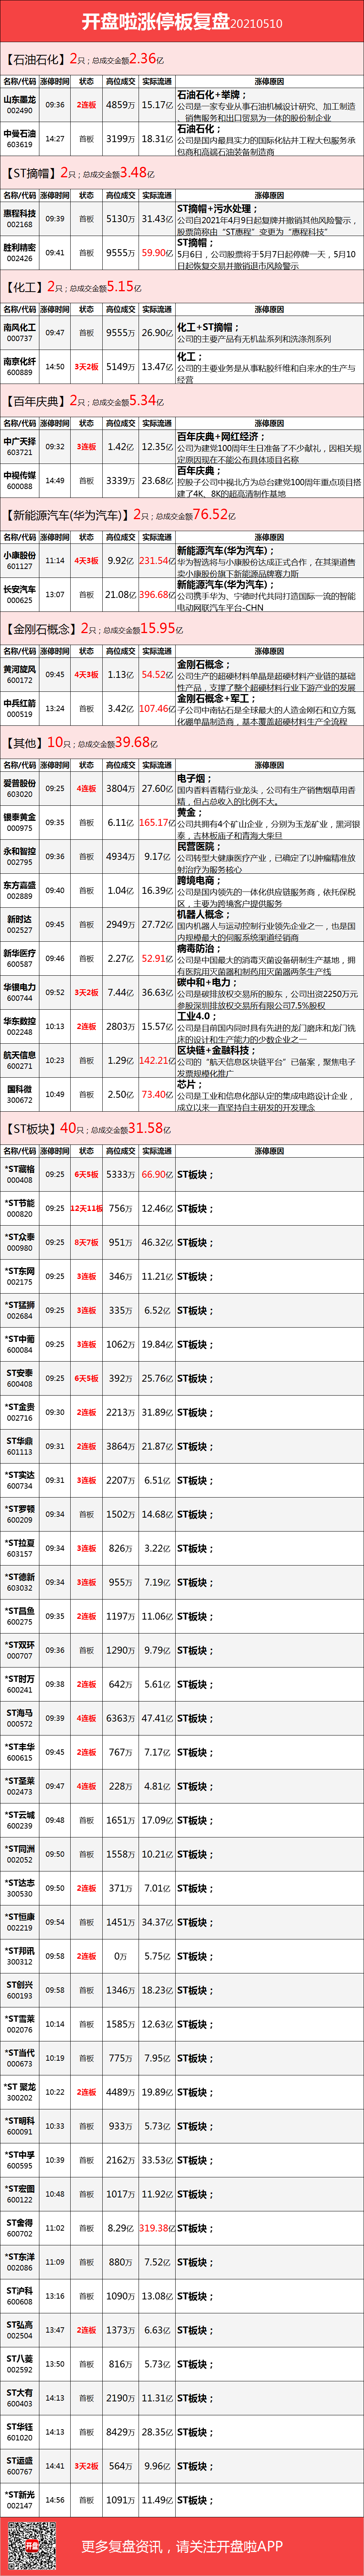 开盘啦涨停板复盘20210510
【石油石化】2只；总成交金额2.36亿
名称/代码 涨停时间 状态 高位成交 实际流通 涨停原因
山东墨龙 002490 09:36 2连板 4859万 15.17亿 石油石化+举牌；
公司是一家专业从事石油机械设计研究、加工制造、销售服务和出口贸易为一体的股份制企业
中曼石油 603619 14:27 首板 3199万 18.31亿 石油石化；
公司是国内最具实力的国际化钻井工程大包服务承包商和高端石油装备制造商
【ST摘帽】2只；总成交金额3.48亿
名称/代码 涨停时间 状态 高位成交 实际流通 涨停原因
惠程科技 002168 09:39 首板 5130万 31.43亿 ST摘帽+污水处理；
公司自2021年4月9日起复牌并撤销其他风险警示，股票简称由“ST惠程”变更为“惠程科技”
胜利精密 002426 09:41 首板 9555万 59.90亿 ST摘帽；
5月6日，公司股票将于5月7日起停牌一天，5月10日起恢复交易并撤销退市风险警示
【化工】2只；总成交金额5.15亿
名称/代码 涨停时间 状态 高位成交 实际流通 涨停原因
南风化工 000737 09:47 首板 9555万 26.90亿 化工+ST摘帽；
公司的主要产品有无机盐系列和洗涤剂系列
南京化纤 600889 14:50 3天2板 5149万 13.47亿 化工；
公司的主要业务是从事粘胶纤维和自来水的生产与经营
【百年庆典】2只；总成交金额5.34亿
名称/代码 涨停时间 状态 高位成交 实际流通 涨停原因
中广天择 603721 09:32 3连板 1.42亿 12.35亿 百年庆典+网红经济；
公司为建党100周年生日准备了不少献礼，因相关规定原因现在不能公布具体项目名称
中视传媒 600088 14:49 首板 3339万 23.68亿 百年庆典；
控股子公司中视北方为总台建党100周年重点项目搭建了4K、8K的超高清制作基地
【新能源汽车(华为汽车)】2只；总成交金额76.52亿
名称/代码 涨停时间 状态 高位成交 实际流通 涨停原因
小康股份 601127 11:14 4天3板 9.92亿 231.54亿 新能源汽车(华为汽车)；
华为智选将与小康股份达成正式合作，在其渠道售卖小康股份旗下新能源品牌赛力斯
长安汽车 000625 13:07 首板 21.08亿 396.68亿 新能源汽车(华为汽车)；
公司携手华为、宁德时代共同打造国际一流的智能电动网联汽车平台-CHN
【金刚石概念】2只；总成交金额15.95亿
名称/代码 涨停时间 状态 高位成交 实际流通 涨停原因
黄河旋风 600172 09:45 4天3板 1.13亿 54.52亿 金刚石概念；
公司生产的超硬材料单晶是超硬材料产业链的基础性产品，支撑了整个超硬材料行业下游产业的发展
中兵红箭 000519 13:24 首板 3.42亿 107.46亿 金刚石概念+军工；
子公司中南钻石是全球最大的人造金刚石和立方氮化硼单晶制造商，基本覆盖超硬材料生产全流程
【其他】10只；总成交金额39.68亿
名称/代码 涨停时间 状态 高位成交 实际流通 涨停原因
爱普股份 603020 09:25 4连板 3804万 27.60亿 电子烟；
国内香料香精行业龙头，公司有生产销售烟草用香精，但占总收入的比例不大。
银泰黄金 000975 09:35 首板 6.11亿 165.17亿 黄金；
公司共拥有4个矿山企业，分别为玉龙矿业，黑河银泰，吉林板庙子和青海大柴旦
永和智控 002795 09:36 首板 4934万 9.17亿 民营医院；
公司转型大健康医疗产业，已确定了以肿瘤精准放射治疗为服务核心
东方嘉盛 002889 09:40 首板 1.04亿 16.39亿 跨境电商；
公司是国内领先的一体化供应链服务商，依托保税区，主要为跨境客户提供服务
新时达 002527 09:45 首板 2949万 27.72亿 机器人概念；
国内机器人与运动控制行业领先企业之一，也是国内规模最大的伺服系统渠道经销商
新华医疗 600587 09:46 首板 2.27亿 52.91亿 病毒防治；
公司是中国最大的消毒灭菌设备研制生产基地，拥有医院用灭菌器和制药用灭菌器两条生产线
华银电力 600744 09:52 3天2板 7.44亿 36.63亿 碳中和+电力；
公司是碳排放权交易所的股东，公司出资2250万元参股深圳排放权交易所有限公司7.5%股权
华东数控 002248 10:13 2连板 2803万 15.57亿 工业4.0；
公司是目前国内同时具有先进的龙门磨床和龙门铣床的设计和生产能力的少数企业之一
航天信息 600271 10:23 首板 1.29亿 142.21亿 区块链+金融科技；
公司的“航天信息区块链平台”已备案，聚焦电子发票规模化推广
国科微 300672 10:49 首板 2.50亿 73.40亿 芯片；
公司是工业和信息化部认定的集成电路设计企业，成立以来一直坚持自主研发的开发理念
【ST板块】40只；总成交金额31.58亿
名称/代码 涨停时间 状态 高位成交 实际流通 涨停原因
*ST藏格 000408 09:25 6天5板 5333万 66.90亿 ST板块；
*ST节能 000820 09:25 12天11板 756万 12.46亿 ST板块；
*ST众泰 000980 09:25 8天7板 951万 46.32亿 ST板块；
*ST东网 002175 09:25 3连板 346万 11.21亿 ST板块；
*ST猛狮 002684 09:25 3连板 335万 6.52亿 ST板块；
*ST中葡 600084 09:25 3连板 1062万 19.84亿 ST板块；
ST安泰 600408 09:25 6天5板 392万 25.76亿 ST板块；
*ST金贵 002716 09:30 2连板 2213万 31.89亿 ST板块；
ST华鼎 601113 09:31 2连板 3864万 21.87亿 ST板块；
*ST实达 600734 09:31 3连板 2207万 6.51亿 ST板块；
*ST罗顿 600209 09:34 首板 1502万 14.68亿 ST板块；
*ST拉夏 603157 09:34 3连板 826万 3.22亿 ST板块；
*ST德新 603032 09:34 3连板 955万 7.19亿 ST板块；
*ST昌鱼 600275 09:35 2连板 1197万 11.06亿 ST板块；
*ST双环 000707 09:36 首板 1290万 9.79亿 ST板块；
*ST时万 600241 09:38 2连板 642万 5.61亿 ST板块；
ST海马 000572 09:39 4连板 6363万 47.41亿 ST板块；
*ST丰华 600615 09:45 2连板 767万 7.17亿 ST板块；
*ST圣莱 002473 09:47 4连板 228万 4.81亿 ST板块；
*ST云城 600239 09:48 首板 1651万 17.09亿 ST板块；
*ST同洲 002052 09:50 首板 1558万 10.21亿 ST板块；
*ST达志 300530 09:50 2连板 371万 7.01亿 ST板块；
*ST恒康 002219 09:54 首板 1451万 34.37亿 ST板块；
*ST邦讯 300312 09:58 2连板 0万 5.75亿 ST板块；
ST创兴 600193 09:58 首板 1346万 18.23亿 ST板块；
*ST雪莱 002076 10:14 首板 1585万 12.63亿 ST板块；
*ST当代 000673 10:19 首板 775万 7.95亿 ST板块；
*ST 聚龙 300202 10:22 2连板 4489万 19.89亿 ST板块；
*ST明科 600091 10:33 首板 933万 5.73亿 ST板块；
*ST中孚 600595 10:39 首板 2162万 33.53亿 ST板块；
*ST宏图 600122 10:48 首板 1017万 11.92亿 ST板块；
ST舍得 600702 11:02 首板 8.29亿 319.38亿 ST板块；
*ST东洋 002086 11:09 首板 880万 7.52亿 ST板块；
ST沪科 600608 13:16 首板 1090万 13.08亿 ST板块；
ST弘高 002504 13:47 2连板 1373万 6.63亿 ST板块；
ST八菱 002592 13:50 首板 816万 5.73亿 ST板块；
ST大有 600403 14:13 首板 2190万 11.31亿 ST板块；
ST华钰 601020 14:13 首板 8429万 28.35亿 ST板块；
ST运盛 600767 14:41 3天2板 564万 9.96亿 ST板块；
*ST新光 002147 14:56 首板 1091万 11.49亿 ST板块；
开盘
更多复盘资讯，请关注开盘啦APP